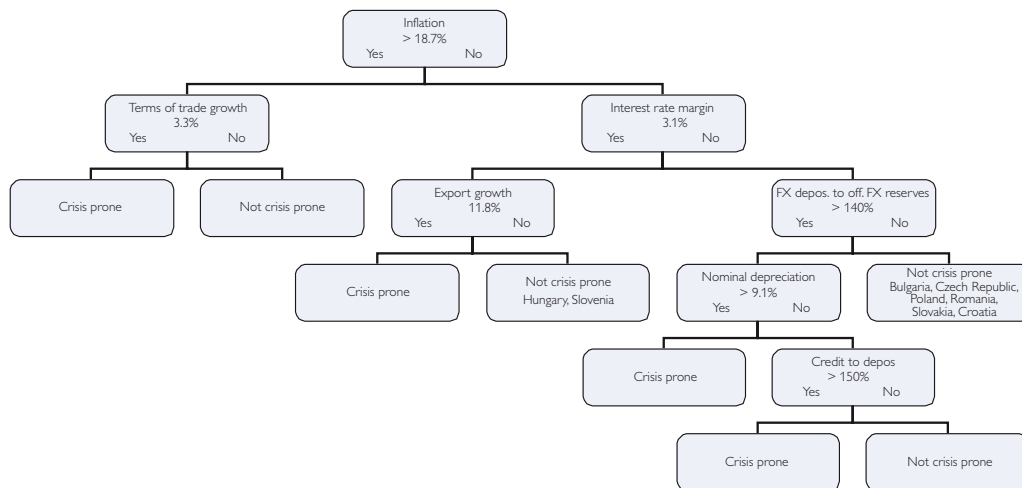 Inflation
> 18.7%
Yes No
Terms of trade growth
3.3%
Yes No
Interest rate margin
3.1%
Yes No
Crisis prone
Not crisis prone
Export growth
11.8%
Yes No
FX depos. to off. FX reserves
> 140%
Yes No
Crisis prone
Not crisis prone
Hungary, Slovenia
Nominal depreciation
> 9.1%
Yes No
Not crisis prone
Bulgaria, Czech Republic,
Poland, Romania,
Slovakia, Croatia
Crisis prone
Credit to depos
> 150%
Yes No
Crisis prone
Not crisis prone